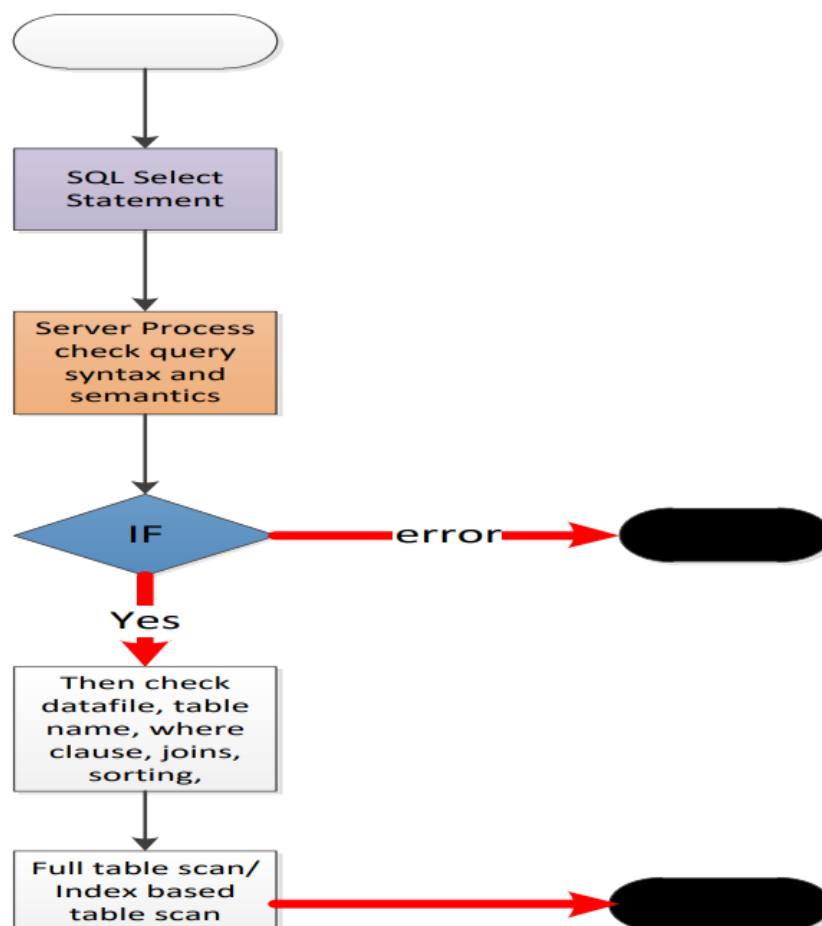 SQL Select
Statement
Server Process
check query
syntax and
semantics
IF
error
Yes
Then check
datafile, table
name, where
clause, joins,
sorting,
Full table scan/
Index based
table scan